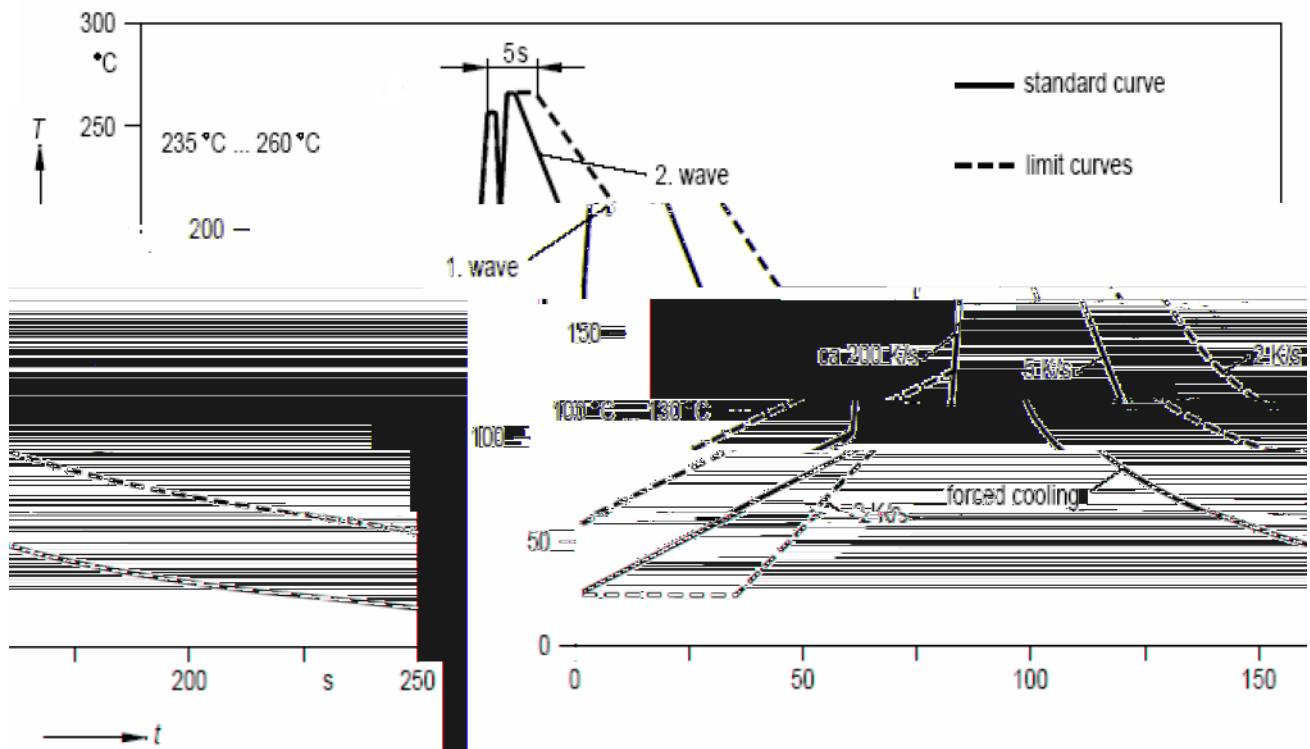 300
°C
5 s
standard curve
T
250
235 °C ... 260 °C
2. wave
limit curves
200
1. wave
150
ca 200 K/s
5 K/s
2 K/s
100 °C ... 130 °C
100
forced cooling
2 K/s
50
0
200
s
250
0
50
100
150
t